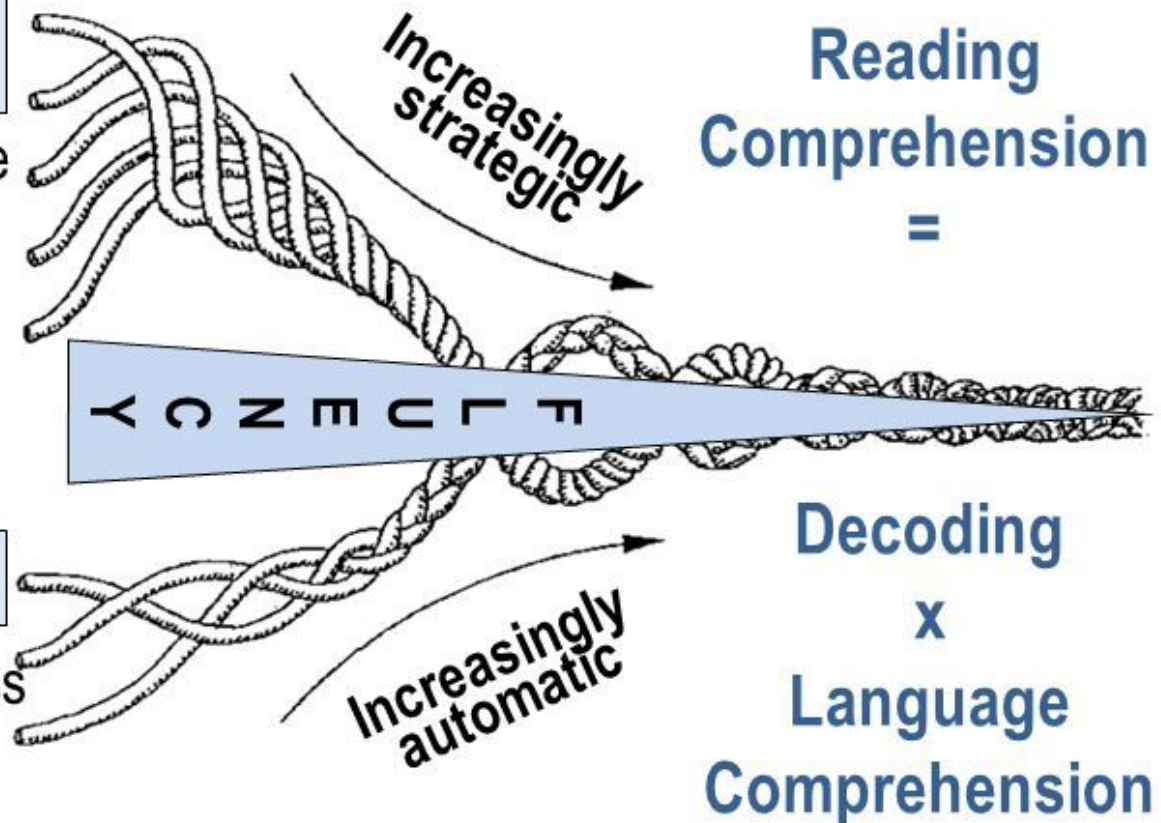 Increasingly
strategic
Reading
Comprehension
=
e
FLUENCY
Increasingly
automatic
s
Decoding
x
Language
Comprehension